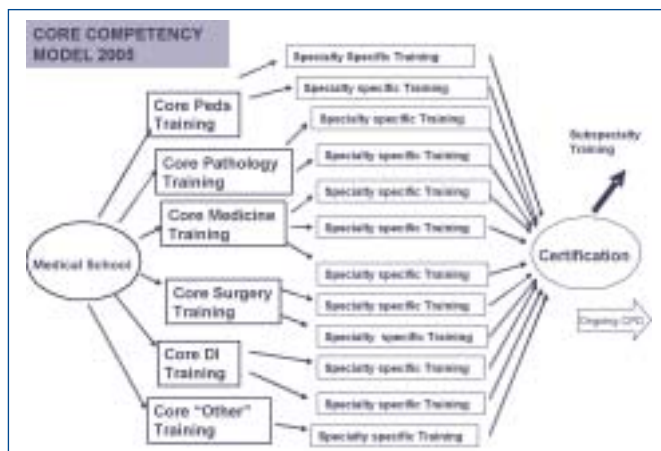 CORE COMPETENCY
MODEL 2005
Specialty Specific Training
Specialty specific Training
Core Peds
Training
Specialty specific Training
Core Pathology
Training
Specialty specific Training
Subspecialty
Training
Specialty specific Training
Core Medicine
Training
Specialty specific Training
Medical School
Certification
Specialty specific Training
Core Surgery
Training
Specialty specific Training
Specialty specific Training
Ongoing CPD
Core DI
Training
Specialty specific Training
Specialty specific Training
Core "Other"
Training
Specialty specific Training